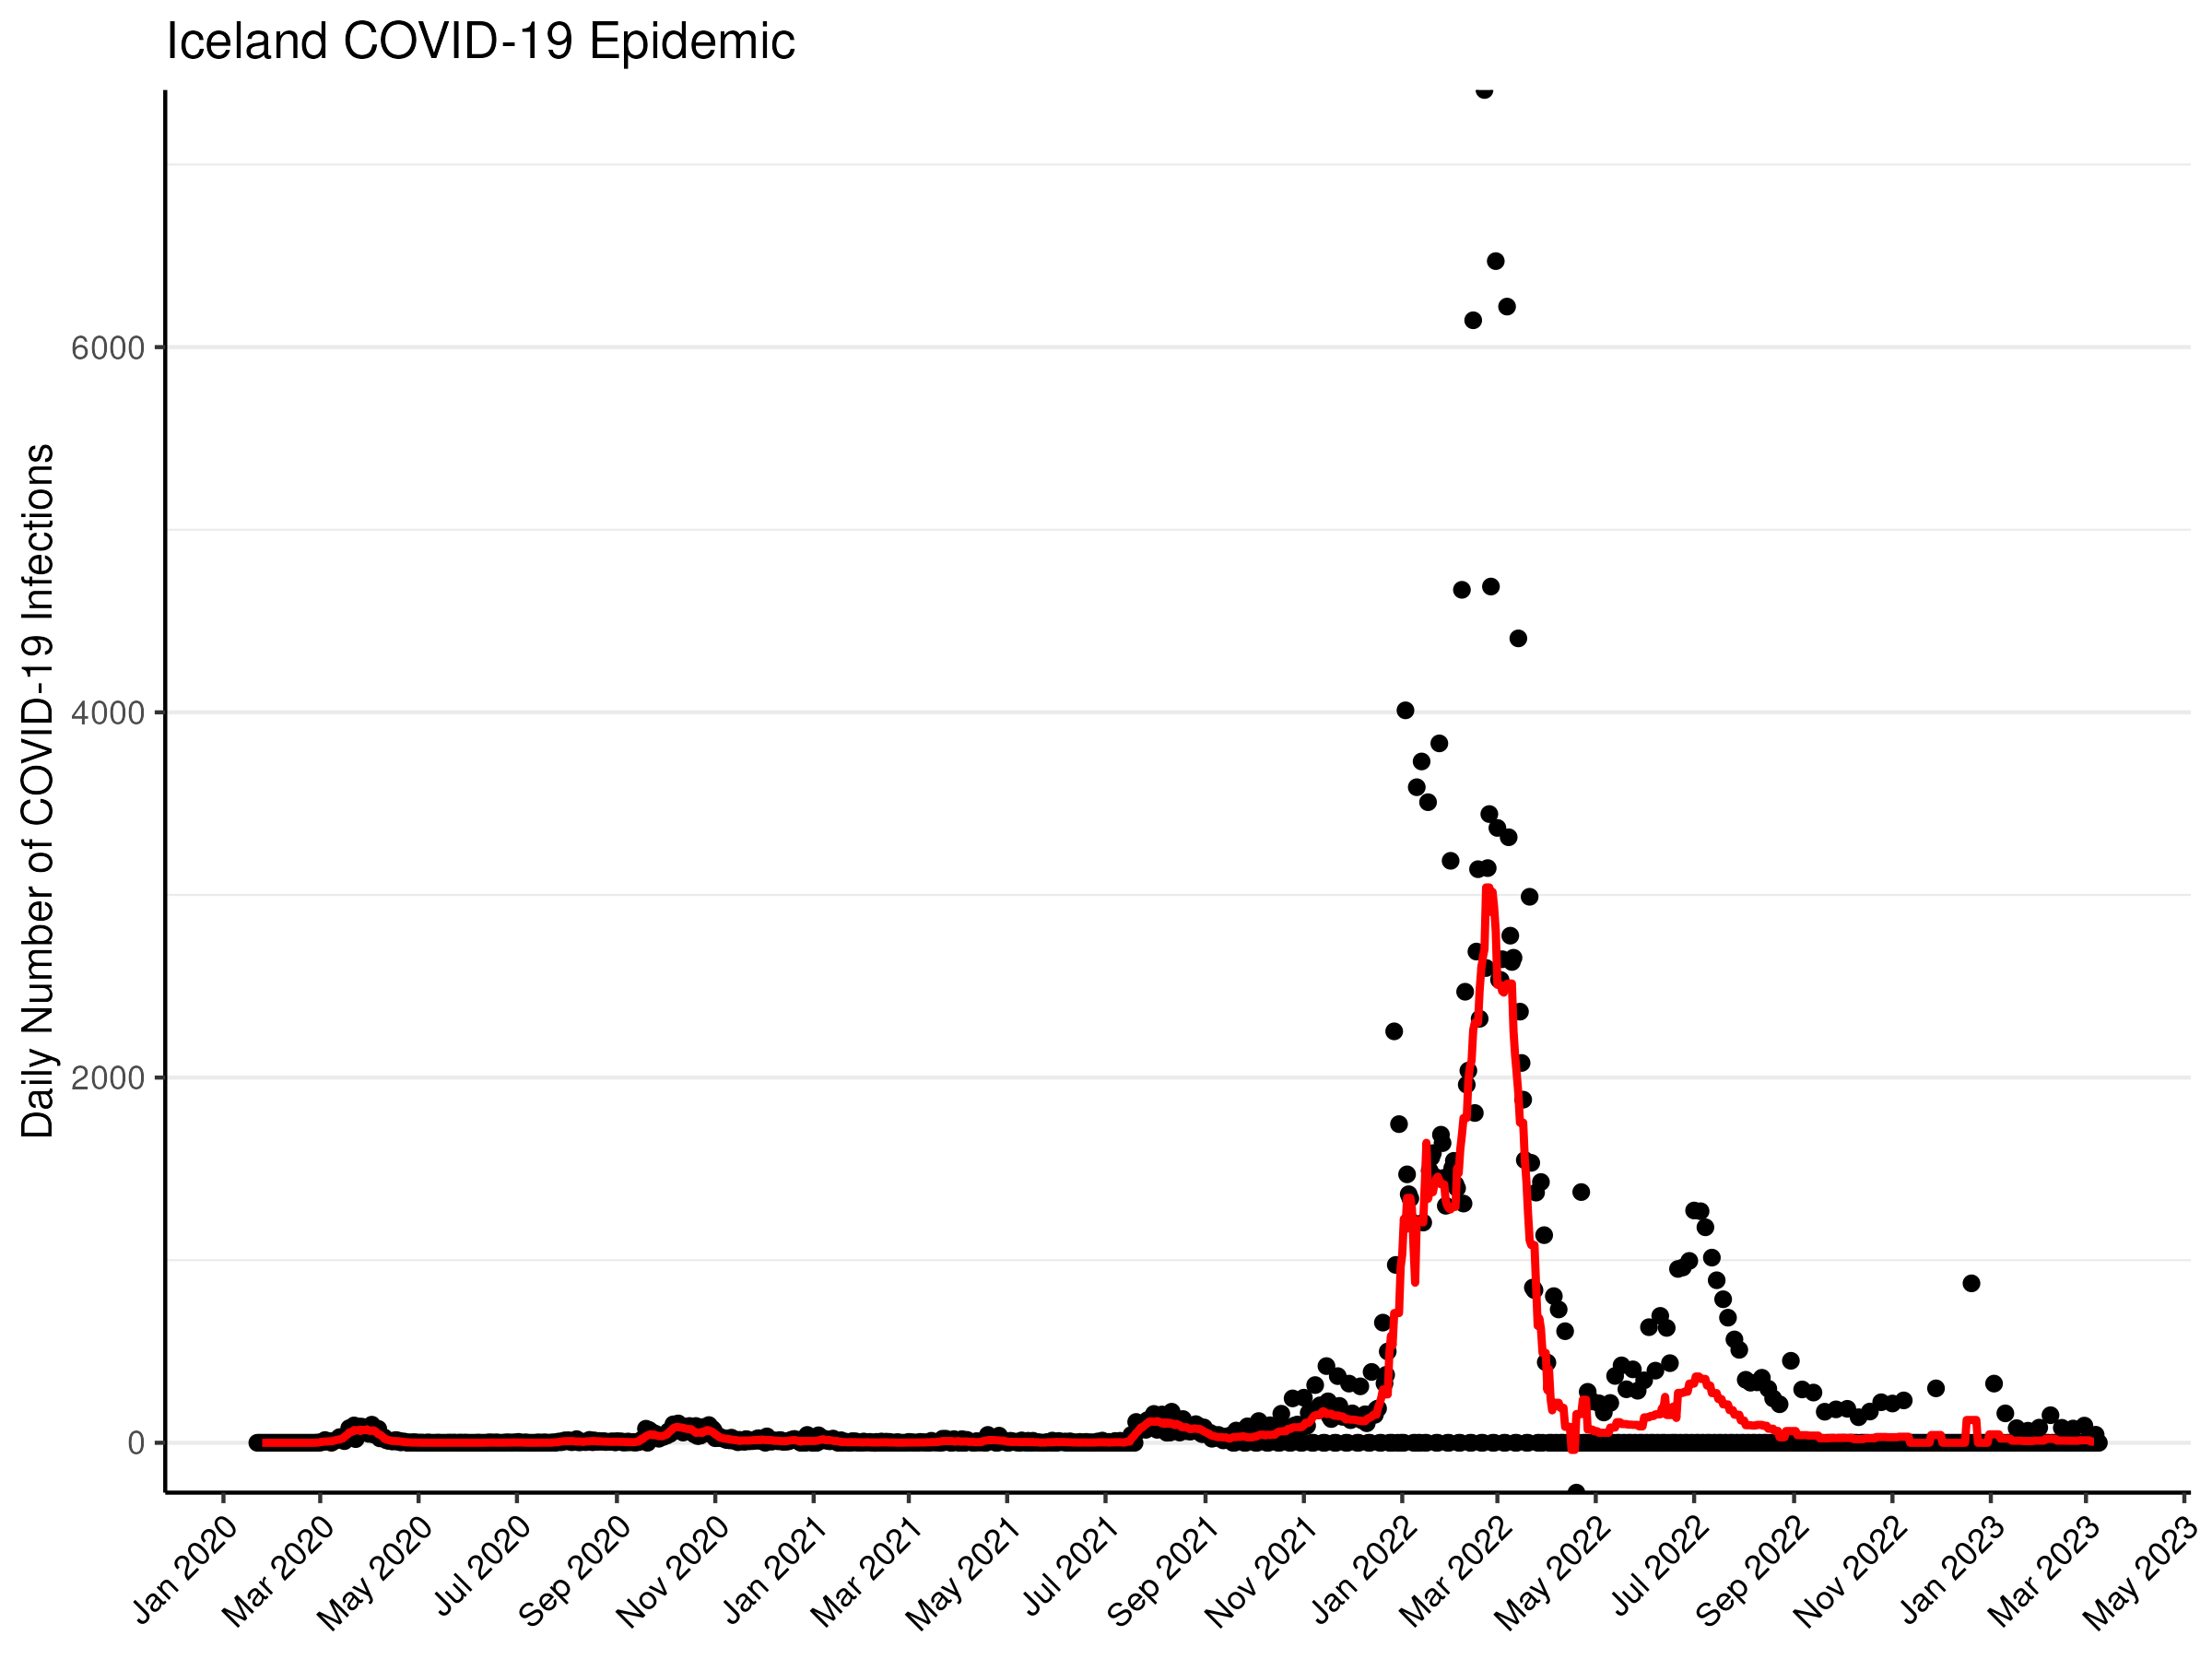 Iceland COVID-19 Epidemic
Daily Number of COVID-19 Infections
6000
4000
2000
0
Jan 2020
Mar 2020
May 2020
Jul 2020
Sep 2020
Nov 2020
Jan 2021
Mar 2021
May 2021
Jul 2021
Sep 2021
Nov 2021
Jan 2022
Mar 2022
May 2022
Jul 2022
Sep 2022
Nov 2022
Jan 2023
Mar 2023
May 2023